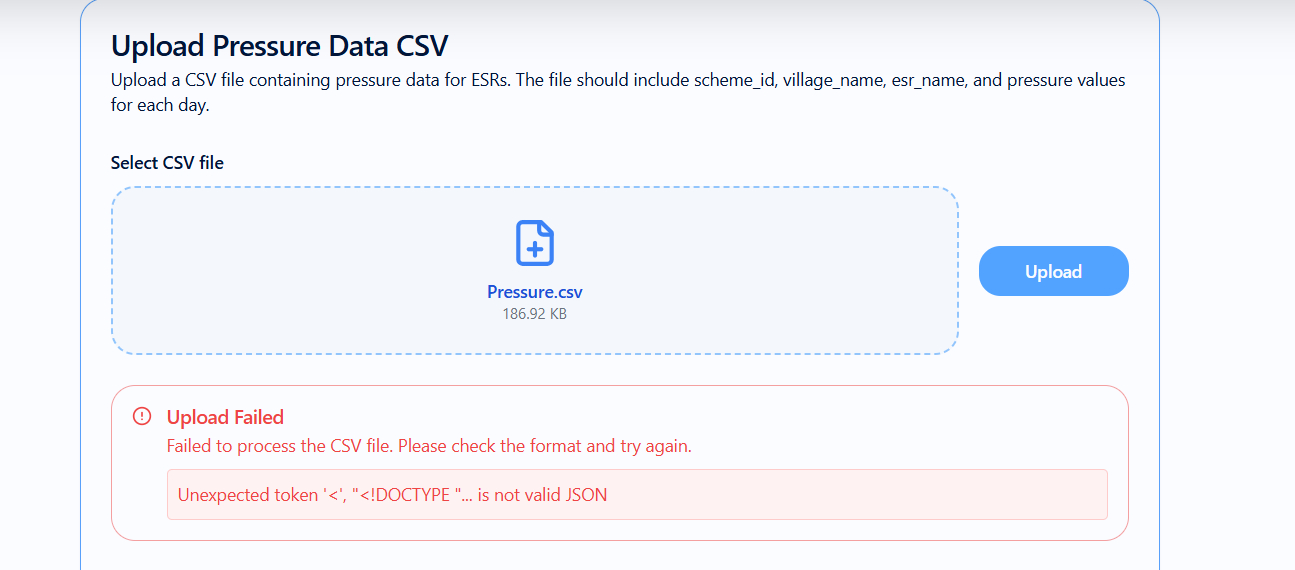 Upload Pressure Data CSV
Upload a CSV file containing pressure data for ESRs. The file should include scheme_id, village_name, esr_name, and pressure values
for each day.
Select CSV file
Pressure.csv
186.92 KB
Upload
Upload Failed
Failed to process the CSV file. Please check the format and try again.
Unexpected token '<', "<!DOCTYPE "... is not valid JSON